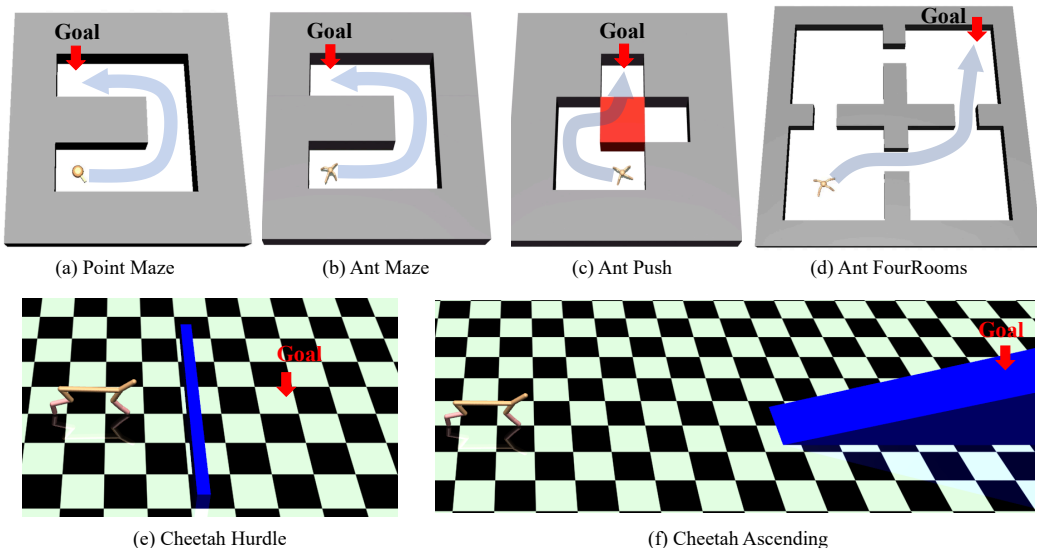 Goal
Goal
Goal
Goal
(a) Point Maze
(b) Ant Maze
(c) Ant Push
(d) Ant FourRooms
Goal
Goal
(e) Cheetah Hurdle
(f) Cheetah Ascending